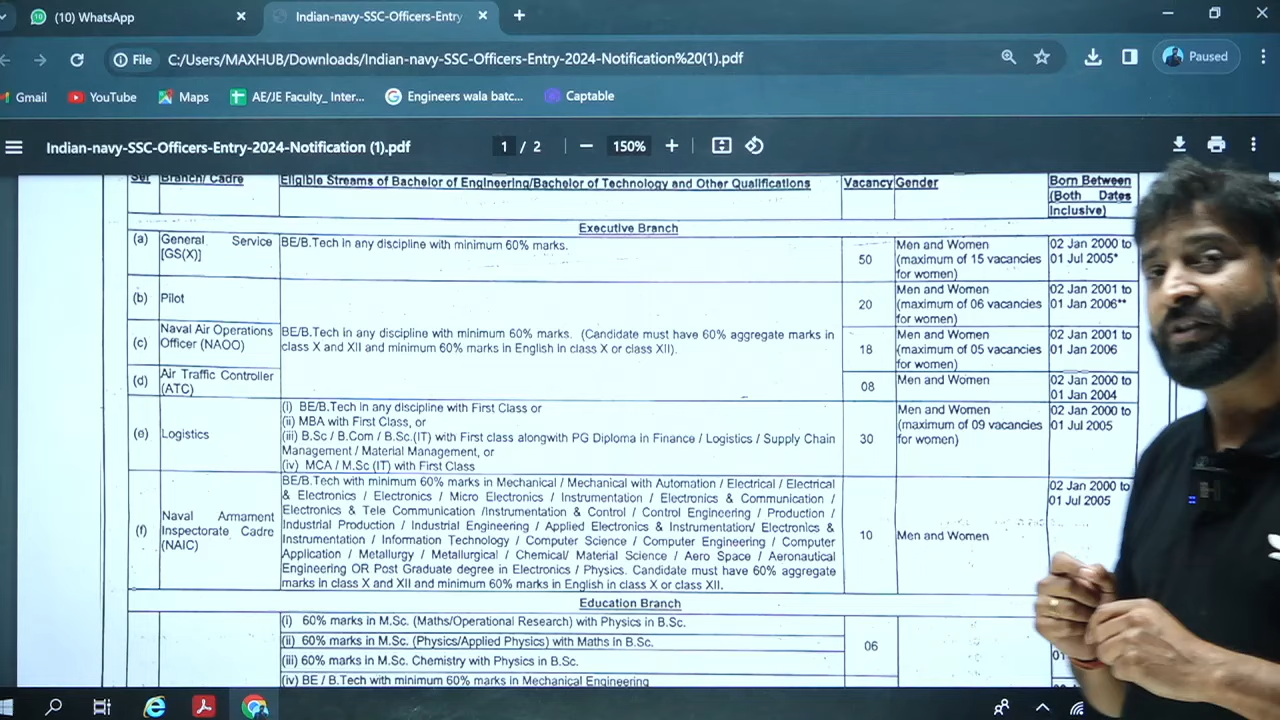 (10) WhatsApp
Indian-navy-SSC-Officers-Entry
File
C:/Users/MAXHUB/Downloads/Indian-navy-SSC-Officers-Entry-2024-Notification%20(1).pdf
Paused
Gmail
YouTube
Maps
AE/JE Faculty_ Inter...
Engineers wala batc...
Captable
Indian-navy-SSC-Officers-Entry-2024-Notification (1).pdf
1 / 2
150%
Ser
Branch/ Cadre
Eligible Streams of Bachelor of Engineering/Bachelor of Technology and Other Qualifications
Vacancy
Gender
Born Between
(Both Dates
Inclusive)
Executive Branch
(a)
General Service
[GS(X)]
BE/B.Tech in any discipline with minimum 60% marks.
50
Men and Women
(maximum of 15 vacancies
for women)
02 Jan 2000 to
01 Jul 2005*
(b)
Pilot
20
Men and Women
(maximum of 06 vacancies
for women)
02 Jan 2001 to
01 Jan 2006**
(c)
Naval Air Operations
Officer (NAOO)
BE/B.Tech in any discipline with minimum 60% marks. (Candidate must have 60% aggregate marks in
class X and XII and minimum 60% marks in English in class X or class XII).
18
Men and Women
(maximum of 05 vacancies
for women)
02 Jan 2001 to
01 Jan 2006
(d)
Air Traffic Controller
(ATC)
08
Men and Women
02 Jan 2000 to
01 Jan 2004
(e)
Logistics
(i) BE/B.Tech in any discipline with First Class or
(ii) MBA with First Class, or
(iii) B.Sc / B.Com / B.Sc.(IT) with First class alongwith PG Diploma in Finance / Logistics / Supply Chain
Management / Material Management, or
(iv) MCA / M.Sc (IT) with First Class
30
Men and Women
(maximum of 09 vacancies
for women)
02 Jan 2000 to
01 Jul 2005
(f)
Naval Armament
Inspectorate Cadre
(NAIC)
BE/B.Tech with minimum 60% marks in Mechanical / Mechanical with Automation / Electrical / Electrical
& Electronics / Electronics / Micro Electronics / Instrumentation / Electronics & Communication /
Electronics & Tele Communication /Instrumentation & Control / Control Engineering / Production /
Industrial Production / Industrial Engineering / Applied Electronics & Instrumentation/ Electronics &
Instrumentation / Information Technology / Computer Science / Computer Engineering / Computer
Application / Metallurgy / Metallurgical / Chemical/ Material Science / Aero Space / Aeronautical
Engineering OR Post Graduate degree in Electronics / Physics. Candidate must have 60% aggregate
marks in class X and XII and minimum 60% marks in English in class X or class XII.
10
Men and Women
02 Jan 2000 to
01 Jul 2005
Education Branch
(i) 60% marks in M.Sc. (Maths/Operational Research) with Physics in B.Sc.
(ii) 60% marks in M.Sc. (Physics/Applied Physics) with Maths in B.Sc.
(iii) 60% marks in M.Sc. Chemistry with Physics in B.Sc.
(iv) BE / B.Tech with minimum 60% marks in Mechanical Engineering
06
01